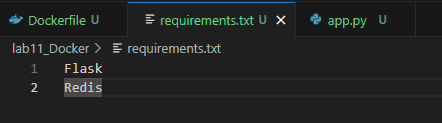 Dockerfile U requirements.txt U × app.py U
lab11_Docker > requirements.txt
1 Flask
2 Redis